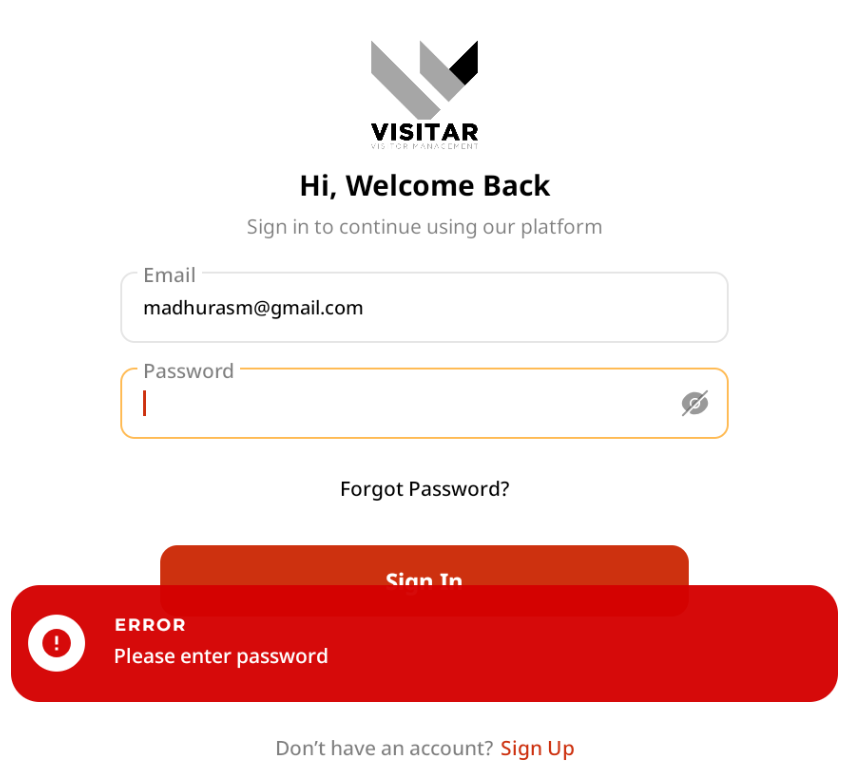 VISITAR
VISITOR MANAGEMENT
Hi, Welcome Back
Sign in to continue using our platform
Email
madhurasm@gmail.com
Password
Forgot Password?
Sign In
ERROR
Please enter password
Don’t have an account? Sign Up